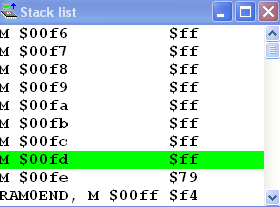 Stack list
M $00f6 $ff
M $00f7 $ff
M $00f8 $ff
M $00f9 $ff
M $00fa $ff
M $00fb $ff
M $00fc $ff
M $00fd $ff
M $00fe $79
RAM0END, M $00ff $f4